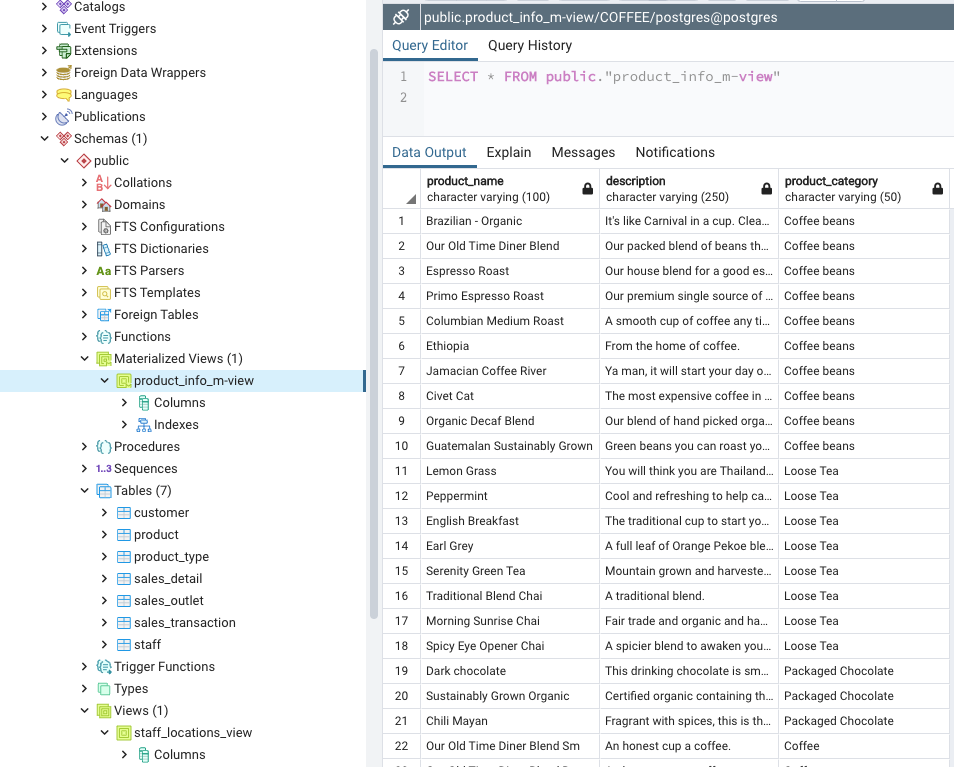 Catalogs
Event Triggers
Extensions
Foreign Data Wrappers
Languages
Publications
Schemas (1)
public
Collations
Domains
FTS Configurations
FTS Dictionaries
Aa FTS Parsers
FTS Templates
Foreign Tables
Functions
Materialized Views (1)
product_info_m-view
Columns
Indexes
Procedures
1..3 Sequences
Tables (7)
customer
product
product_type
sales_detail
sales_outlet
sales_transaction
staff
Trigger Functions
Types
Views (1)
staff_locations_view
Columns
public.product_info_m-view/COFFEE/postgres@postgres
Query Editor Query History
1 SELECT * FROM public."product_info_m-view"
2
Data Output Explain Messages Notifications
product_name description product_category
character varying (100) character varying (250) character varying (50)
1 Brazilian - Organic It's like Carnival in a cup. Clea... Coffee beans
2 Our Old Time Diner Blend Our packed blend of beans th... Coffee beans
3 Espresso Roast Our house blend for a good es... Coffee beans
4 Primo Espresso Roast Our premium single source of ... Coffee beans
5 Columbian Medium Roast A smooth cup of coffee any ti... Coffee beans
6 Ethiopia From the home of coffee. Coffee beans
7 Jamacian Coffee River Ya man, it will start your day o... Coffee beans
8 Civet Cat The most expensive coffee in ... Coffee beans
9 Organic Decaf Blend Our blend of hand picked orga... Coffee beans
10 Guatemalan Sustainably Grown Green beans you can roast yo... Coffee beans
11 Lemon Grass You will think you are Thailand... Loose Tea
12 Peppermint Cool and refreshing to help ca... Loose Tea
13 English Breakfast The traditional cup to start yo... Loose Tea
14 Earl Grey A full leaf of Orange Pekoe ble... Loose Tea
15 Serenity Green Tea Mountain grown and harveste... Loose Tea
16 Traditional Blend Chai A traditional blend. Loose Tea
17 Morning Sunrise Chai Fair trade and organic and ha... Loose Tea
18 Spicy Eye Opener Chai A spicier blend to awaken you... Loose Tea
19 Dark chocolate This drinking chocolate is sm... Packaged Chocolate
20 Sustainably Grown Organic Certified organic containing th... Packaged Chocolate
21 Chili Mayan Fragrant with spices, this is th... Packaged Chocolate
22 Our Old Time Diner Blend Sm An honest cup a coffee. Coffee